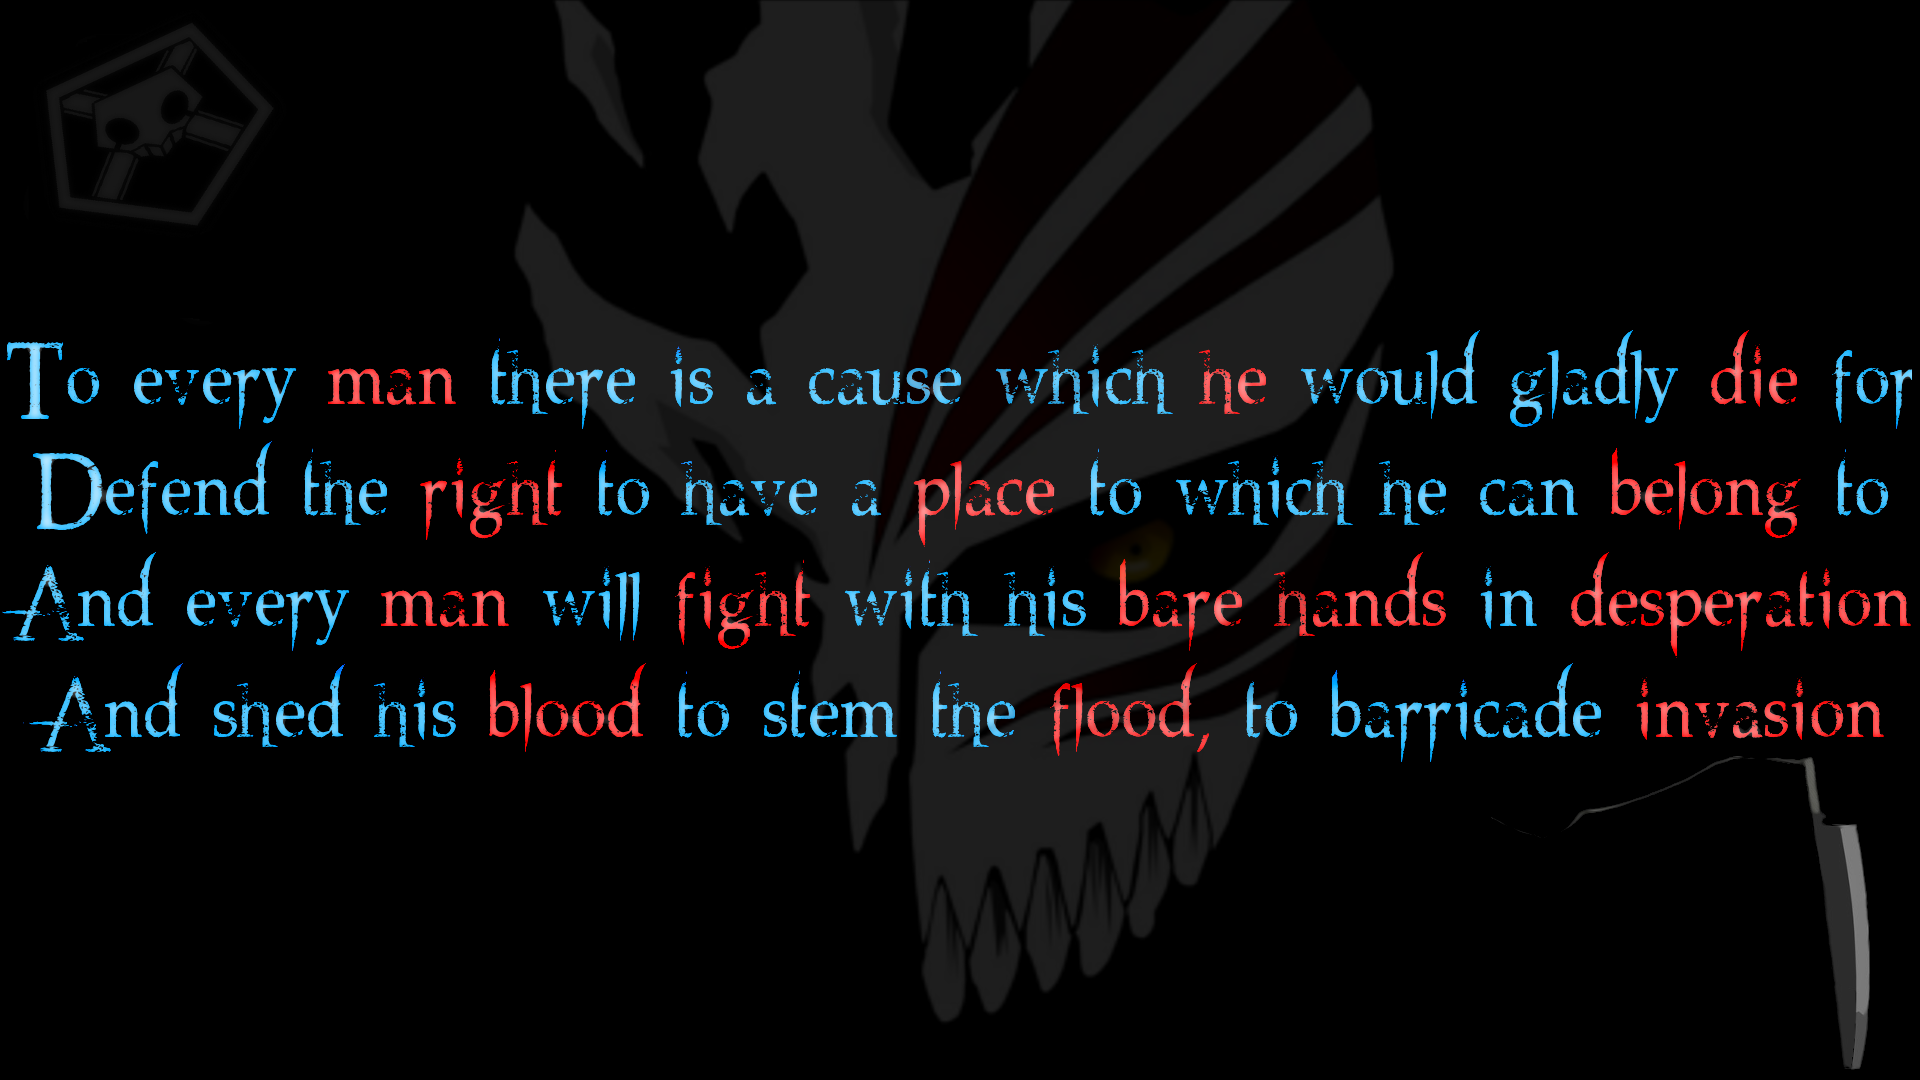 To every man there is a cause which he would gladly die for
Defend the right to have a place to which he can belong to
And every man will fight with his bare hands in desperation
And shed his blood to stem the flood, to barricade invasion